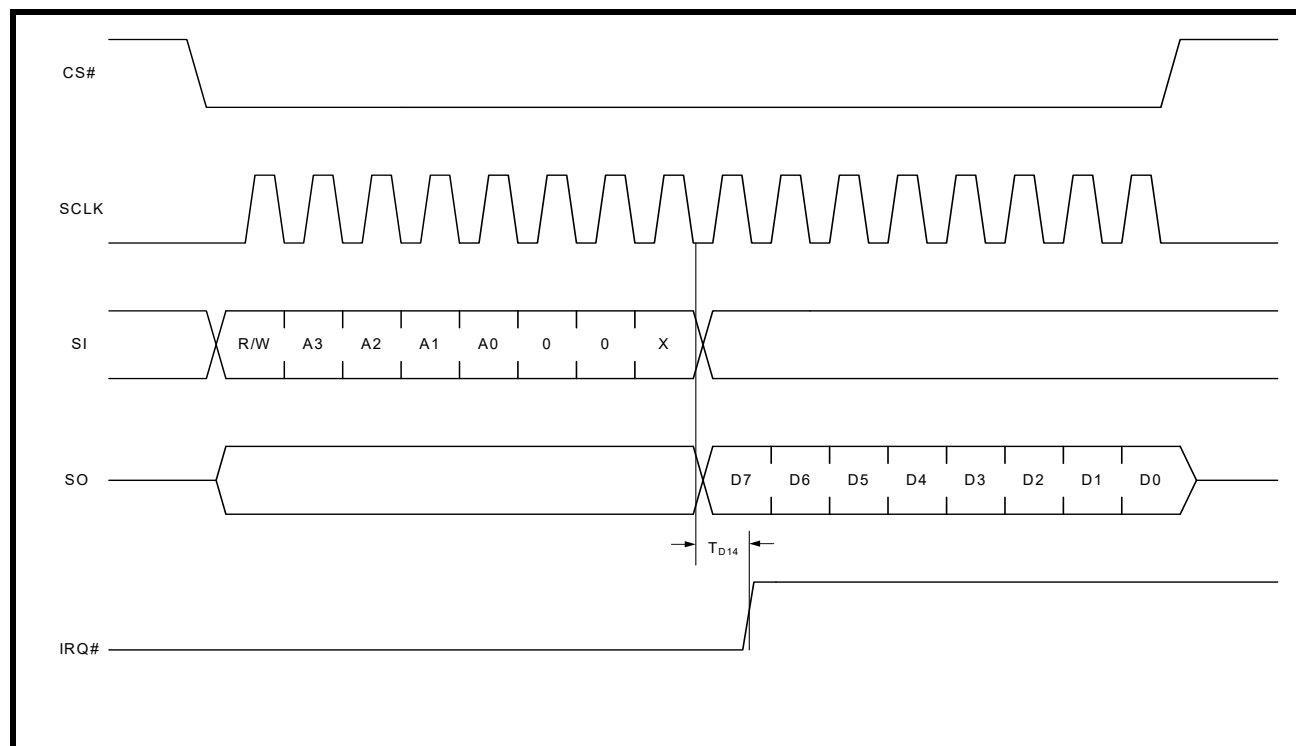 CS#
SCLK
SI R/W A3 A2 A1 A0 0 0 X
SO D7 D6 D5 D4 D3 D2 D1 D0
TD14
IRQ#